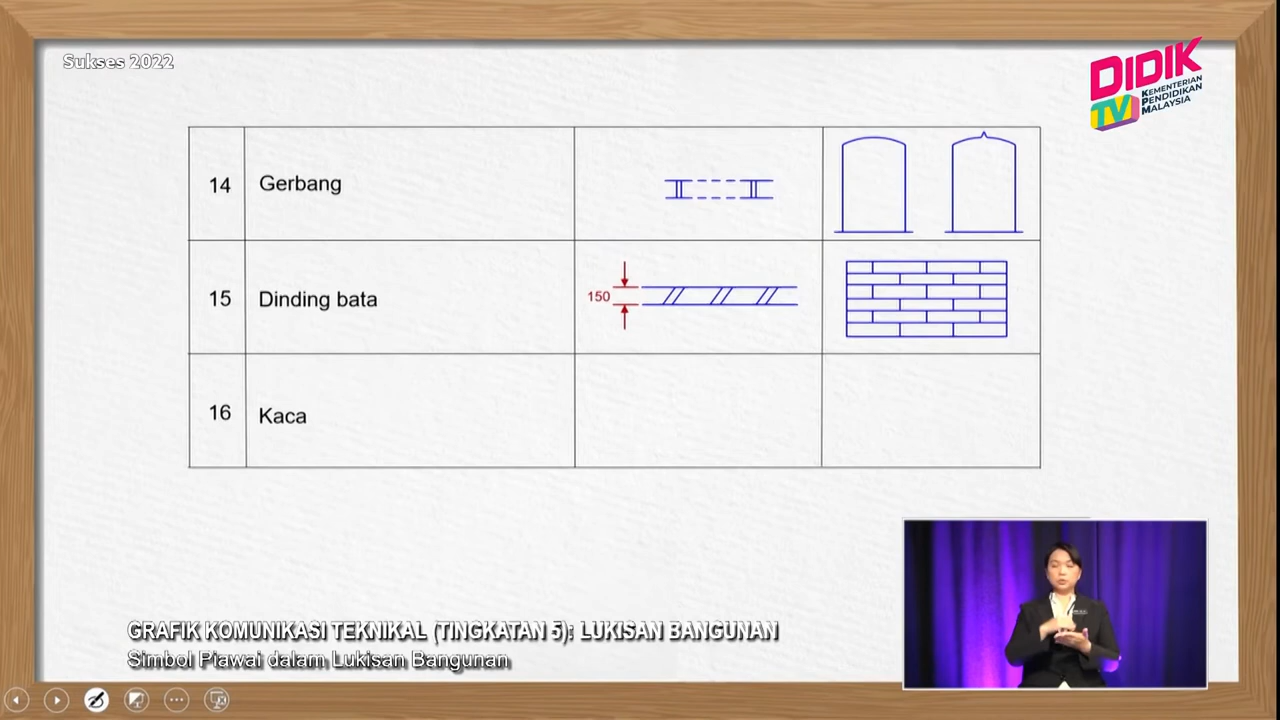 Sukses 2022
DIDIK
TV
KEMENTERIAN
PENDIDIKAN
MALAYSIA
14
Gerbang
15
Dinding bata
150
16
Kaca
GRAFIK KOMUNIKASI TEKNIKAL (TINGKATAN 5): LUKISAN BANGUNAN
Simbol Piawai dalam Lukisan Bangunan